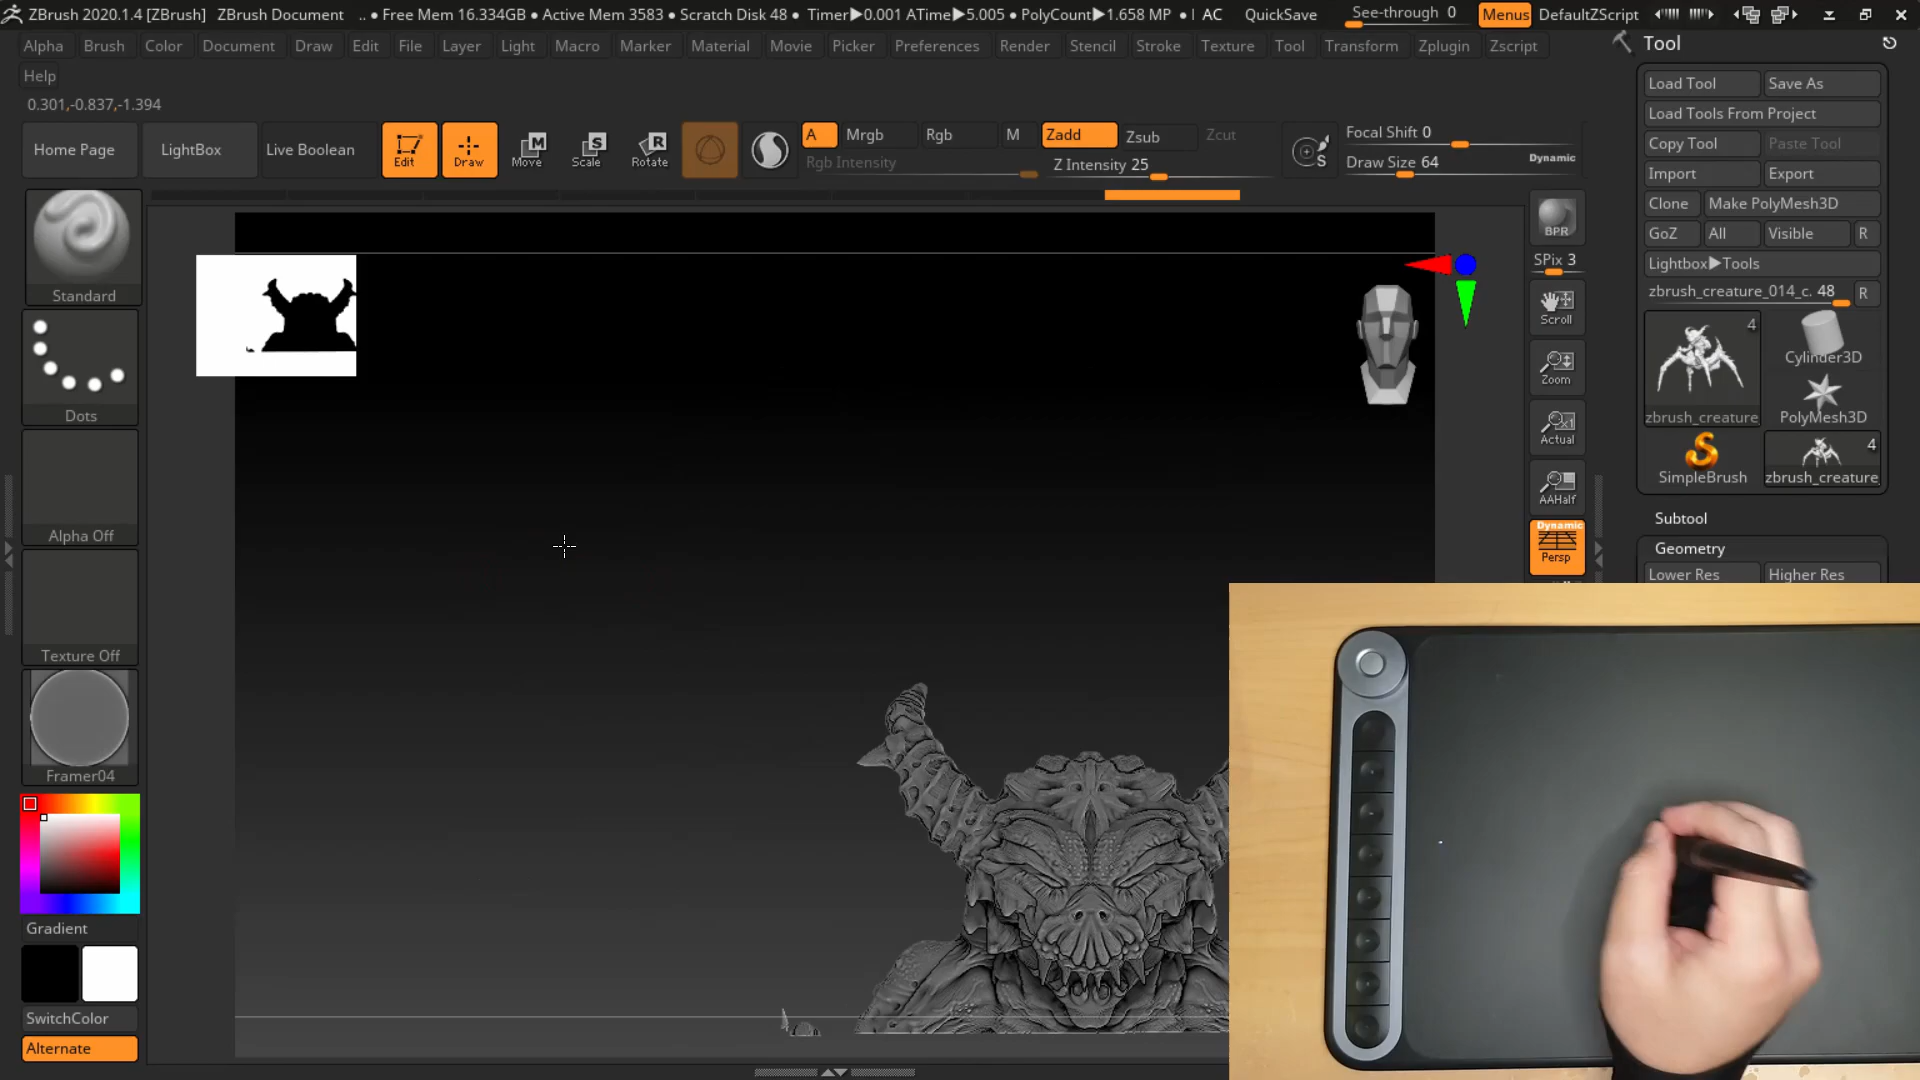 ZBrush 2020.1.4 [ZBrush] ZBrush Document .. ● Free Mem 16.334GB ● Active Mem 3583 ● Scratch Disk 48 ● Timer▶0.001 ATime▶5.005 ● PolyCount▶1.658 MP ● AC QuickSave See-through 0 Menus DefaultZScript
Alpha Brush Color Document Draw Edit File Layer Light Macro Marker Material Movie Picker Preferences Render Stencil Stroke Texture Tool Transform Zplugin Zscript
Help
0.301,-0.837,-1.394
Home Page LightBox Live Boolean Edit Draw Move Scale Rotate
A Mrgb Rgb M Zadd Zsub Zcut
Rgb Intensity Z Intensity 25
S
Focal Shift 0
Draw Size 64 Dynamic
Standard
Dots
Alpha Off
Texture Off
Framer04
Gradient
SwitchColor
Alternate
BPR
SPix 3
Scroll
Zoom
Actual
AAHalf
Dynamic
Persp
Tool
Load Tool Save As
Load Tools From Project
Copy Tool Paste Tool
Import Export
Clone Make PolyMesh3D
GoZ All Visible R
Lightbox▶Tools
zbrush_creature_014_c. 48 R
4
zbrush_creature
Cylinder3D
PolyMesh3D
SimpleBrush
4
zbrush_creature
Subtool
Geometry
Lower Res Higher Res